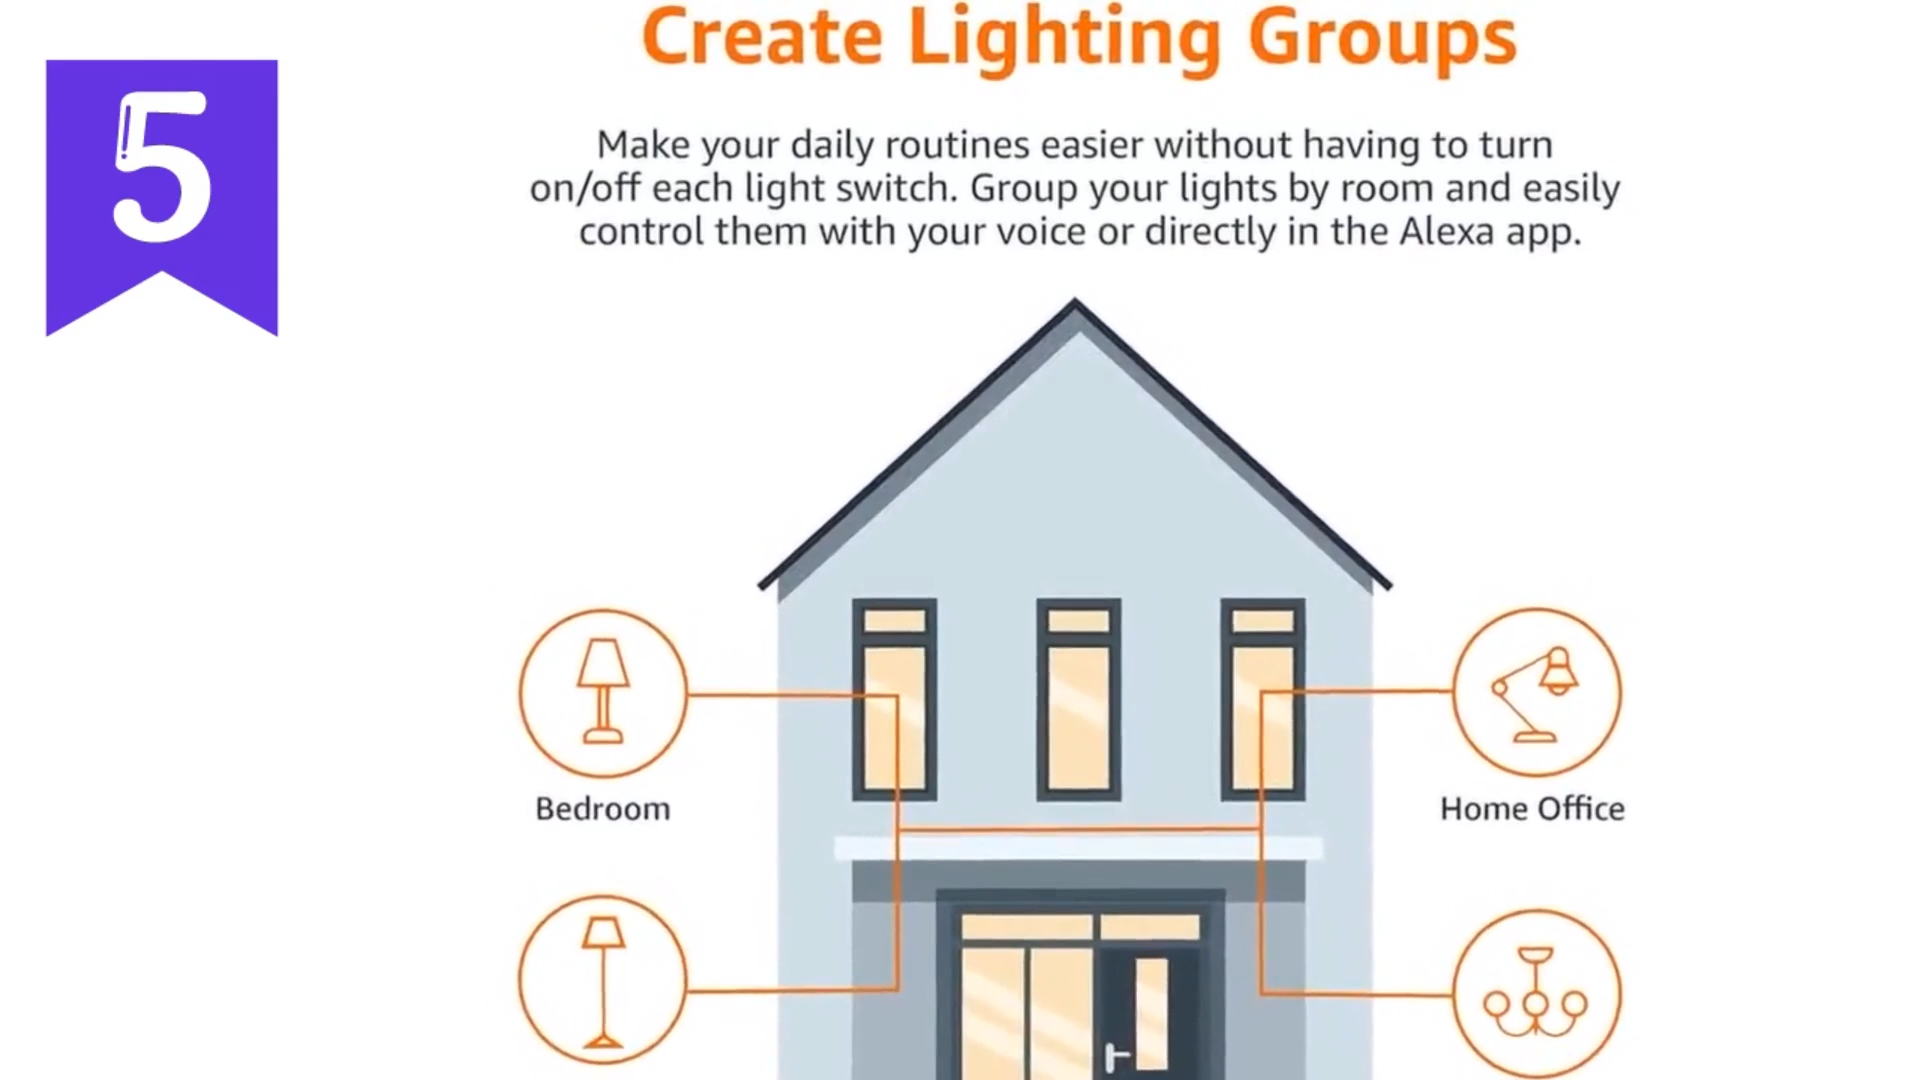 Create Lighting Groups
5
Make your daily routines easier without having to turn
on/off each light switch. Group your lights by room and easily
control them with your voice or directly in the Alexa app.
Bedroom
Home Office